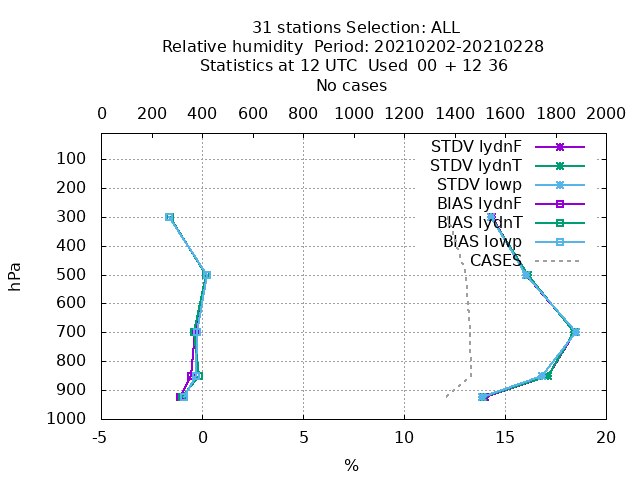 31 stations Selection: ALL
Relative humidity  Period: 20210202-20210228
Statistics at 12 UTC  Used  00 + 12 36
No cases
0 200 400 600 800 1000 1200 1400 1600 1800 2000
STDV lydnF
STDV lydnT
STDV lowp
BIAS lydnF
BIAS lydnT
BIAS lowp
CASES
100
200
300
400
500
600
700
800
900
1000
hPa
-5 0 5 10 15 20
%